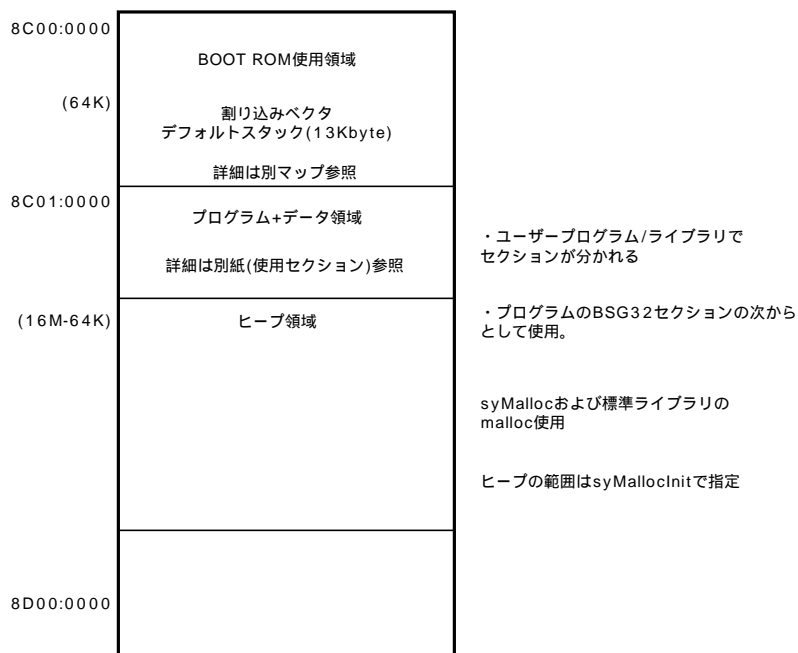 8C00:0000
BOOT ROM使用領域
(64K)
割り込みベクタ
デフォルトスタック(13Kbyte)
詳細は別マップ参照
8C01:0000
プログラム+データ領域
詳細は別紙(使用セクション)参照
・ユーザープログラム/ライブラリで
セクションが分かれる
(16M-64K)
ヒープ領域
・プログラムのBSG32セクションの次から
として使用。
syMallocおよび標準ライブラリの
malloc使用
ヒープの範囲はsyMallocInitで指定
8D00:0000